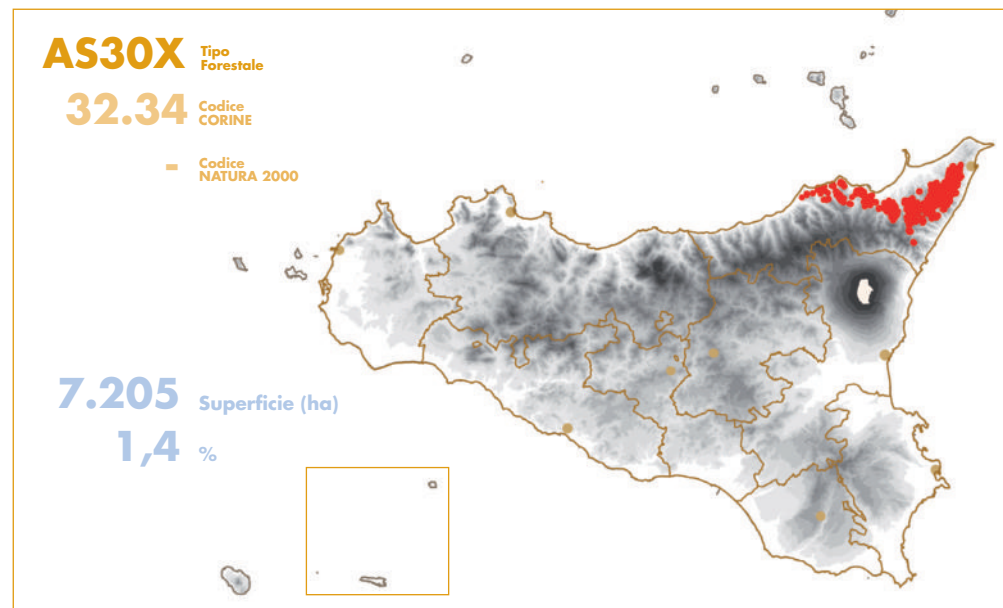 AS30X Tipo
Forestale
32.34 Codice
CORINE
- Codice
NATURA 2000
7.205 Superficie (ha)
1,4 %